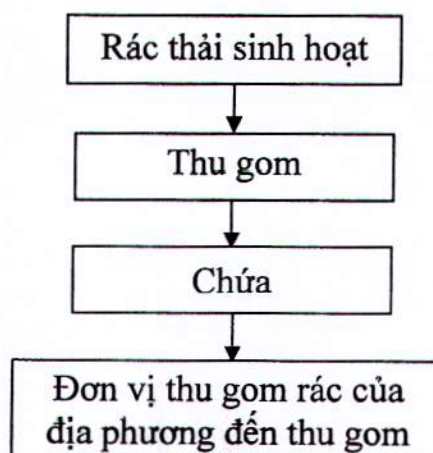 Rác thải sinh hoạt
Thu gom
Chứa
Đơn vị thu gom rác của
địa phương đến thu gom